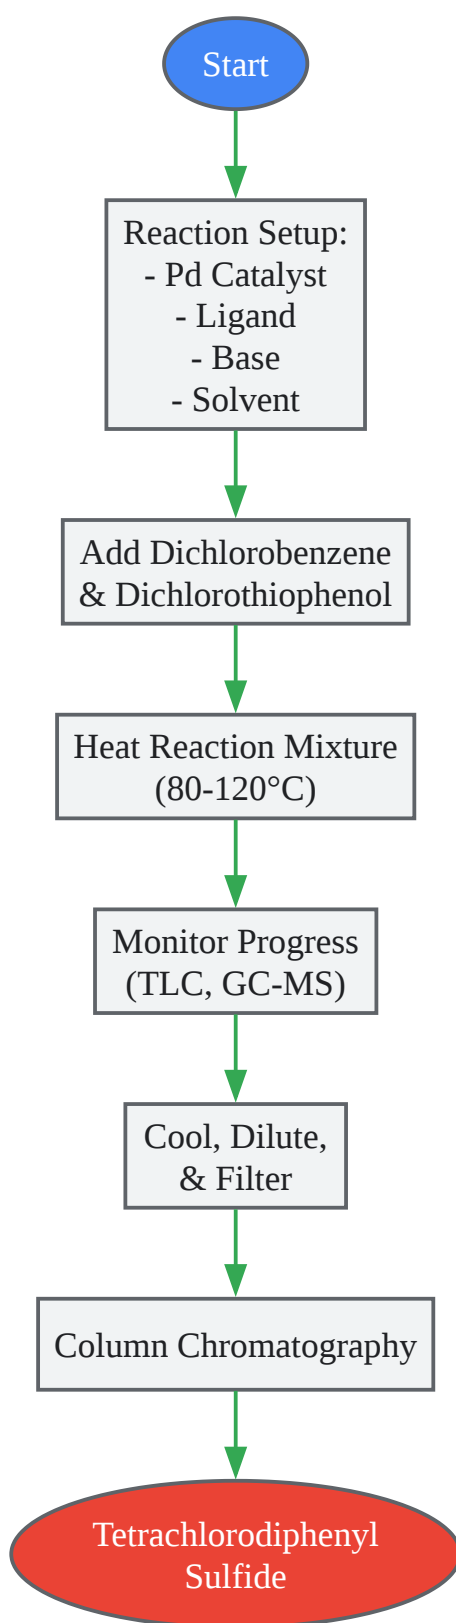 Start
Reaction Setup:
- Pd Catalyst
- Ligand
- Base
- Solvent
Add Dichlorobenzene
& Dichlorothiophenol
Heat Reaction Mixture
(80-120°C)
Monitor Progress
(TLC, GC-MS)
Cool, Dilute,
& Filter
Column Chromatography
Tetrachlorodiphenyl
Sulfide